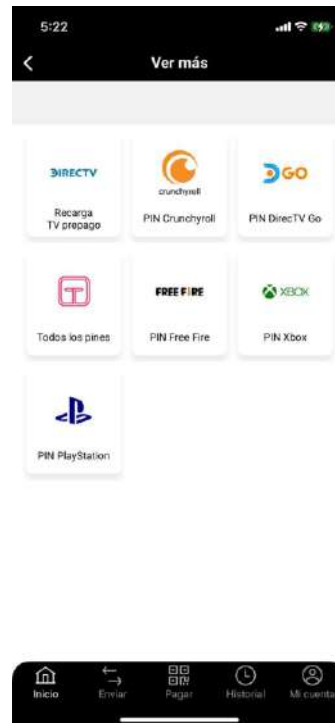 5:22
Ver más
DIRECTV
crunchyroll
GO
Recarga
TV prepago
PIN Crunchyroll
PIN DirecTV Go
FREE FIRE
XBOX
Todos los pines
PIN Free Fire
PIN Xbox
PIN PlayStation
Inicio
Enviar
Pagar
Historial
Mi cuenta